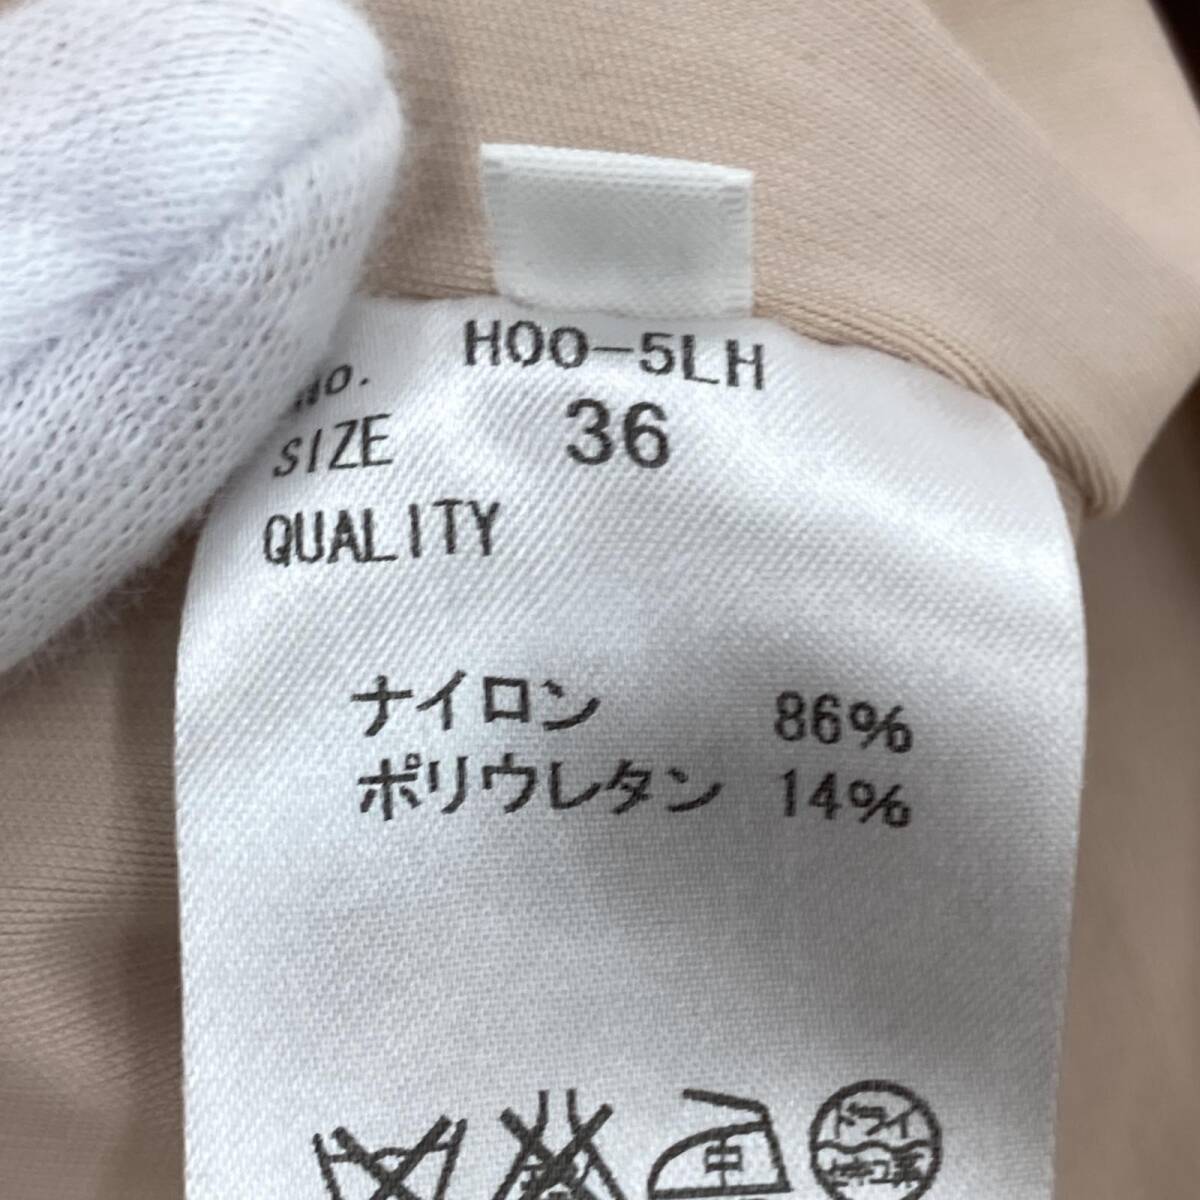 No. H00-5LH
SIZE 36
QUALITY
ナイロン 86%
ポリウレタン 14%
中 ドライ